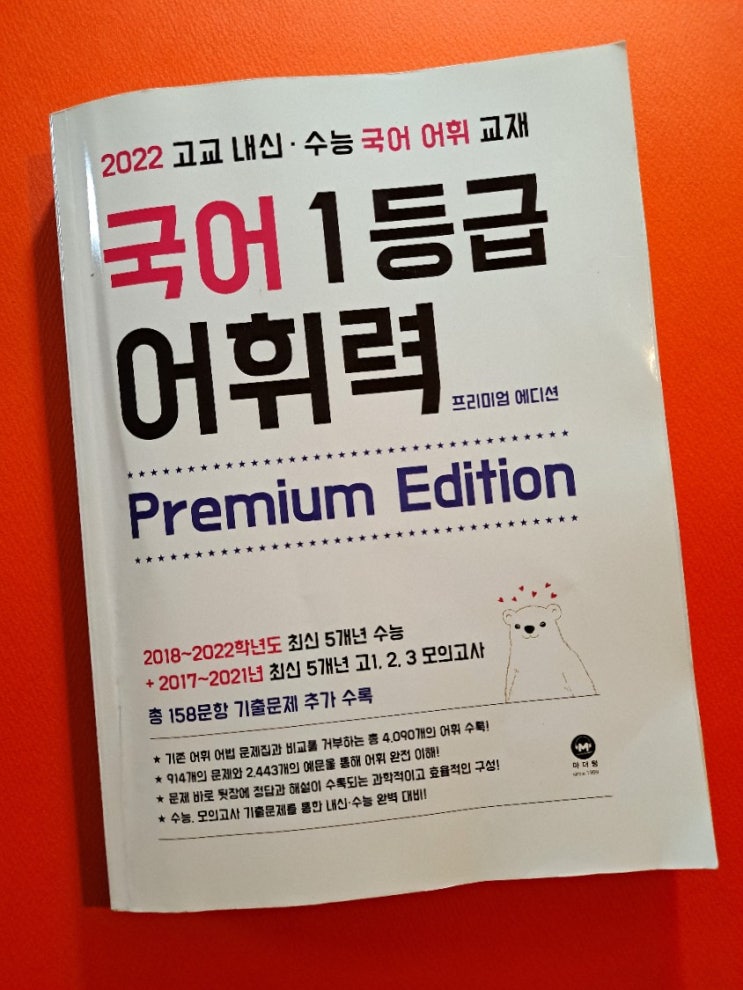 2022 고교 내신·수능 국어 어휘 교재
국어 1등급
어휘력
프리미엄 에디션
Premium Edition
2018~2022학년도 최신 5개년 수능
+ 2017~2021년 최신 5개년 고1, 2, 3 모의고사
총 158문항 기출문제 추가 수록
★ 기존 어휘 어법 문제집과 비교를 거부하는 총 4,090개의 어휘 수록!
★ 914개의 문제와 2,443개의 예문을 통해 어휘 완전 이해!
★ 문제 바로 뒷장에 정답과 해설이 수록되는 과학적이고 효율적인 구성!
★ 수능, 모의고사 기출문제를 통한 내신·수능 완벽 대비!
마더텅
since 1999